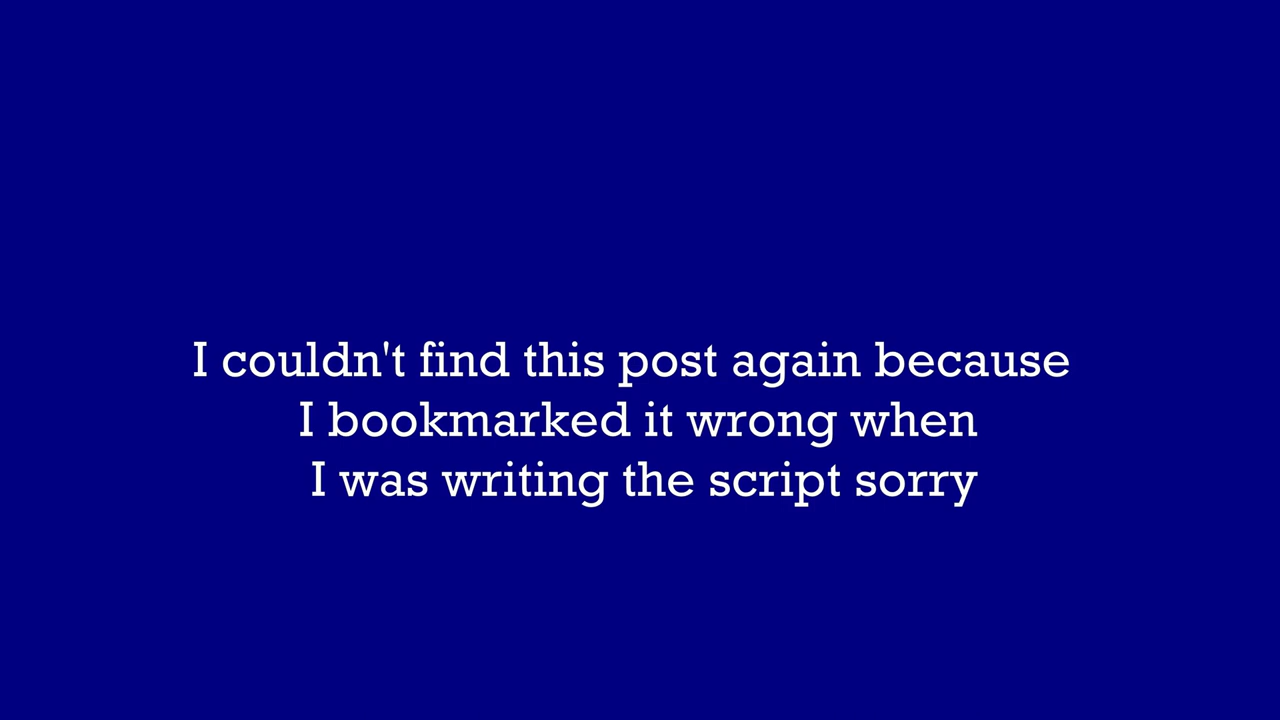 I couldn't find this post again because
I bookmarked it wrong when
I was writing the script sorry